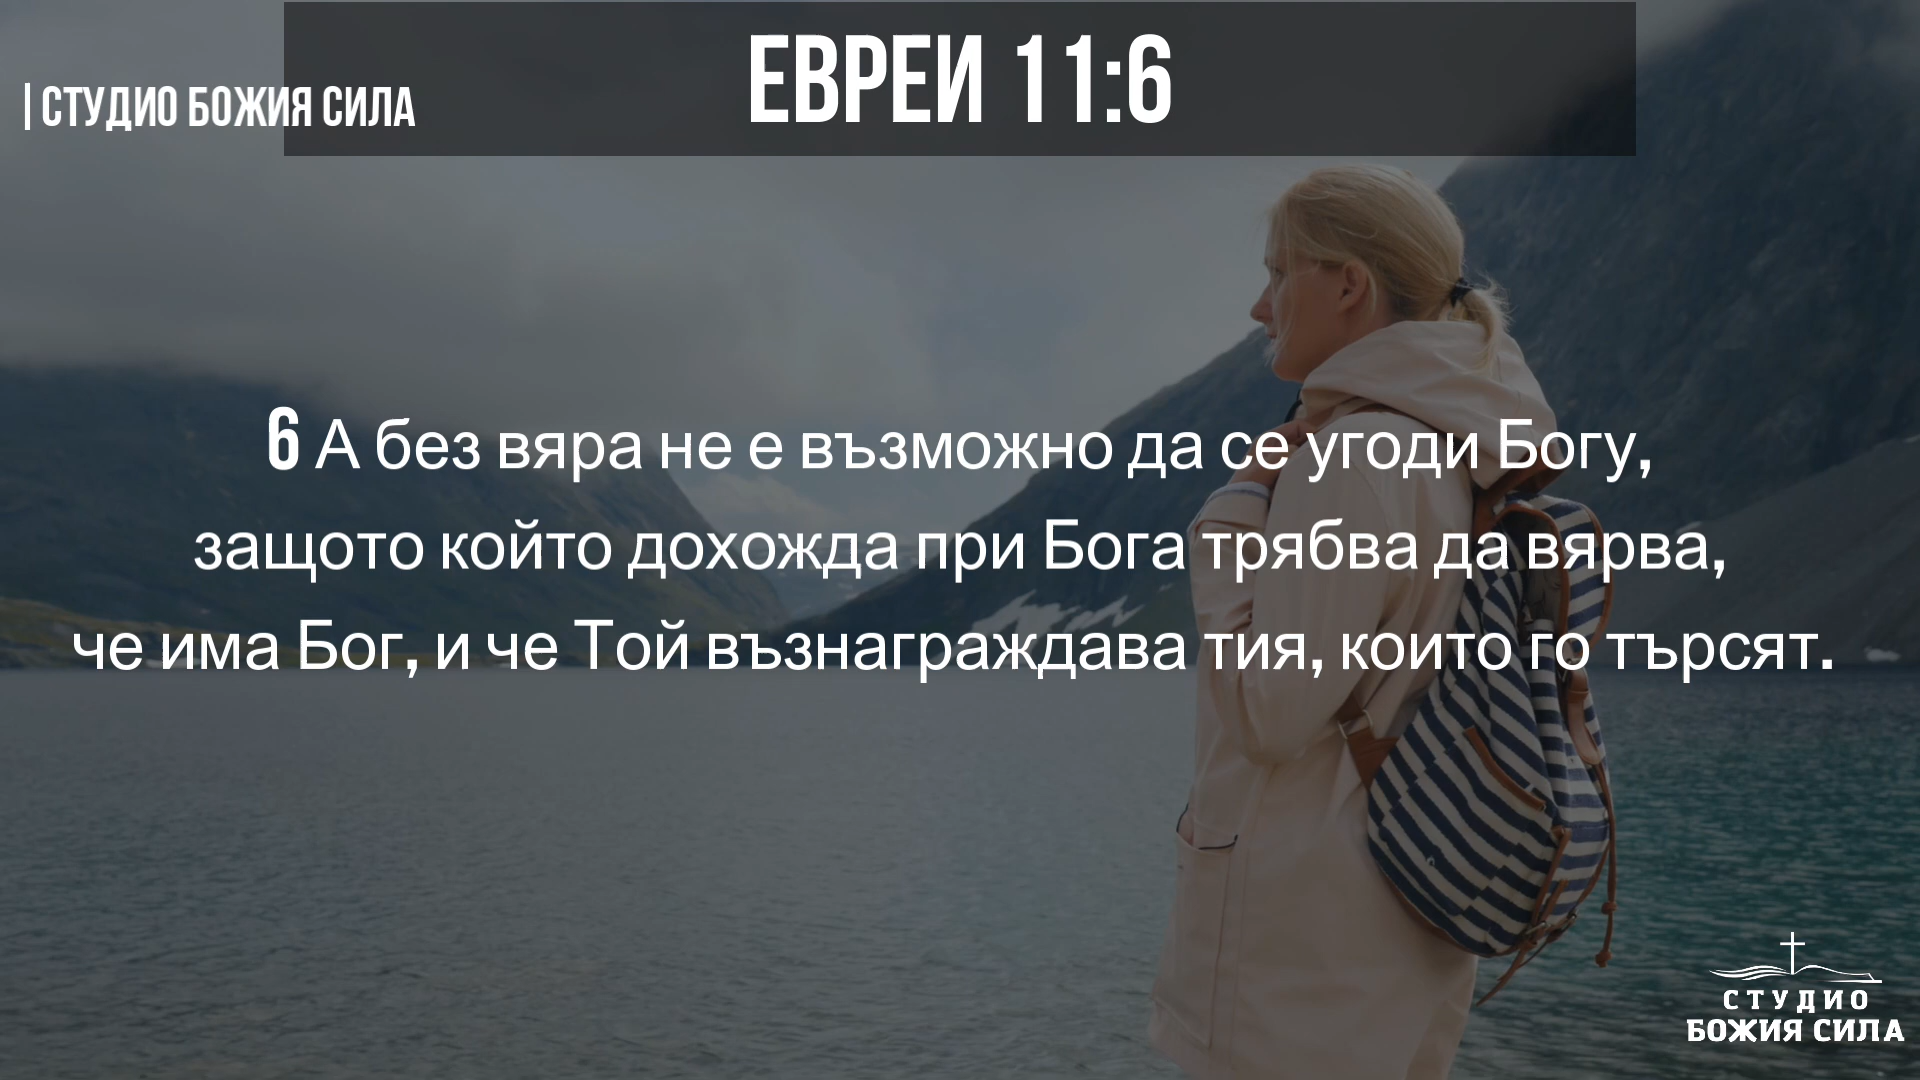 ЕВРЕИ 11:6
| СТУДИО БОЖИЯ СИЛА
6 А без вяра не е възможно да се угоди Богу,
защото който дохожда при Бога трябва да вярва,
че има Бог, и че Той възнаграждава тия, които го търсят.
СТУДИО
БОЖИЯ СИЛА